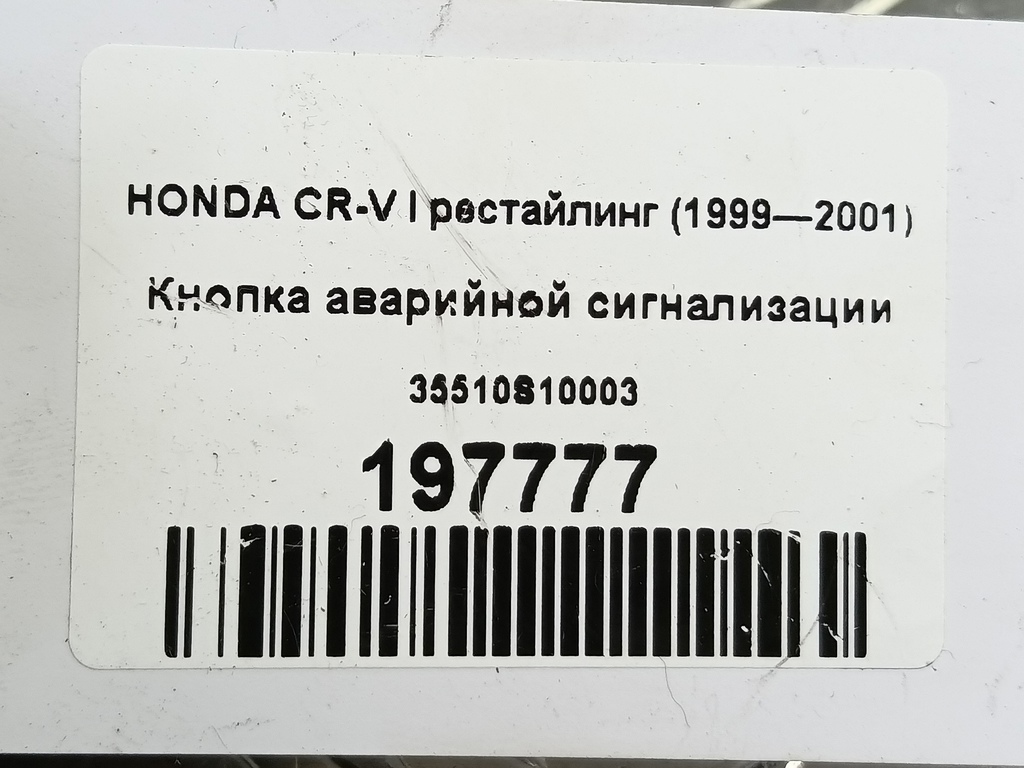 HONDA CR-V I рестайлинг (1999—2001)
Кнопка аварийной сигнализации
35510S10003
197777